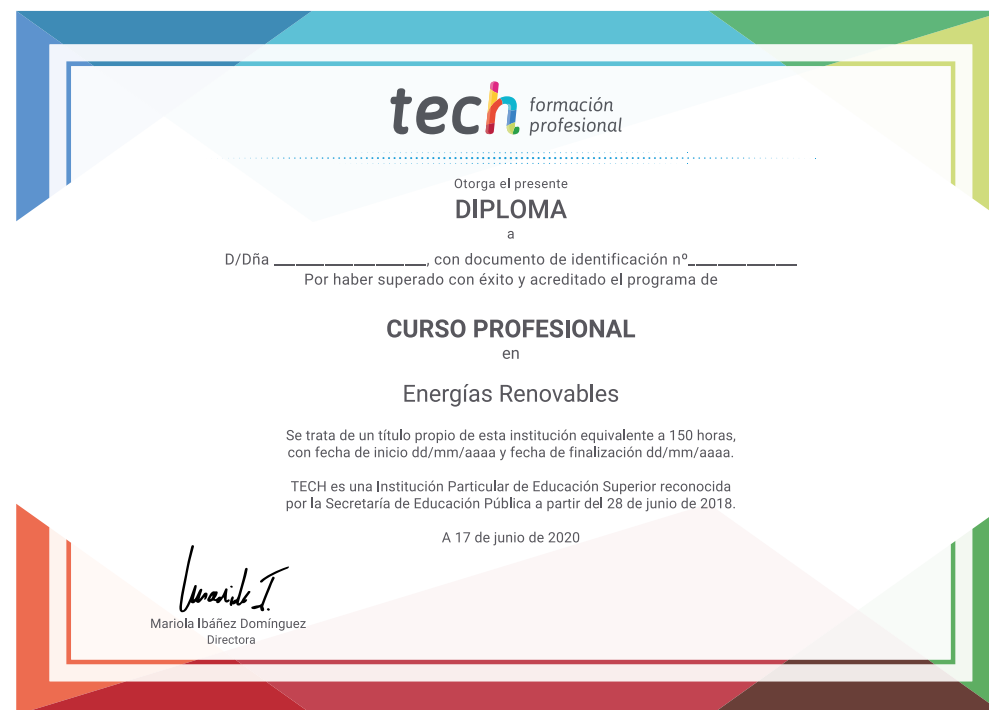 tech formación
profesional
Otorga el presente
DIPLOMA
a
D/Dña ______________, con documento de identificación nº__________
Por haber superado con éxito y acreditado el programa de
CURSO PROFESIONAL
en
Energías Renovables
Se trata de un título propio de esta institución equivalente a 150 horas,
con fecha de inicio dd/mm/aaaa y fecha de finalización dd/mm/aaaa.
TECH es una Institución Particular de Educación Superior reconocida
por la Secretaría de Educación Pública a partir del 28 de junio de 2018.
A 17 de junio de 2020
Mariola Ibáñez Domínguez
Directora